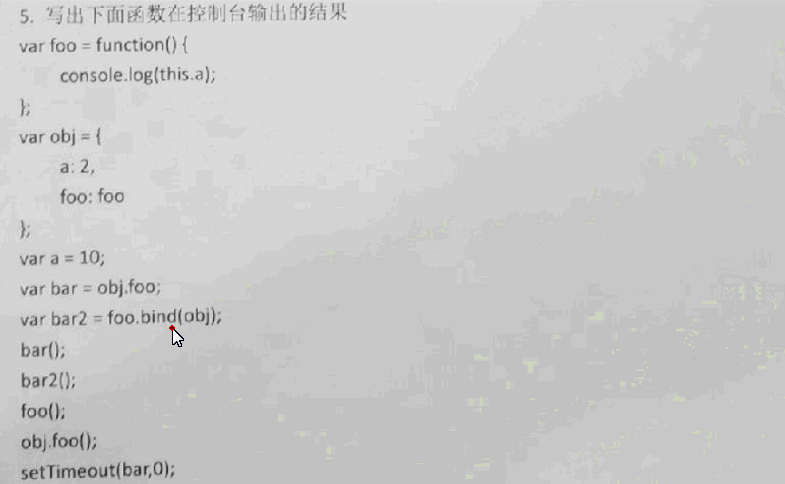 5. 写出下面函数在控制台输出的结果
var foo = function() {
console.log(this.a);
};
var obj = {
a: 2,
foo: foo
};
var a = 10;
var bar = obj.foo;
var bar2 = foo.bind(obj);
bar();
bar2();
foo();
obj.foo();
setTimeout(bar,0);